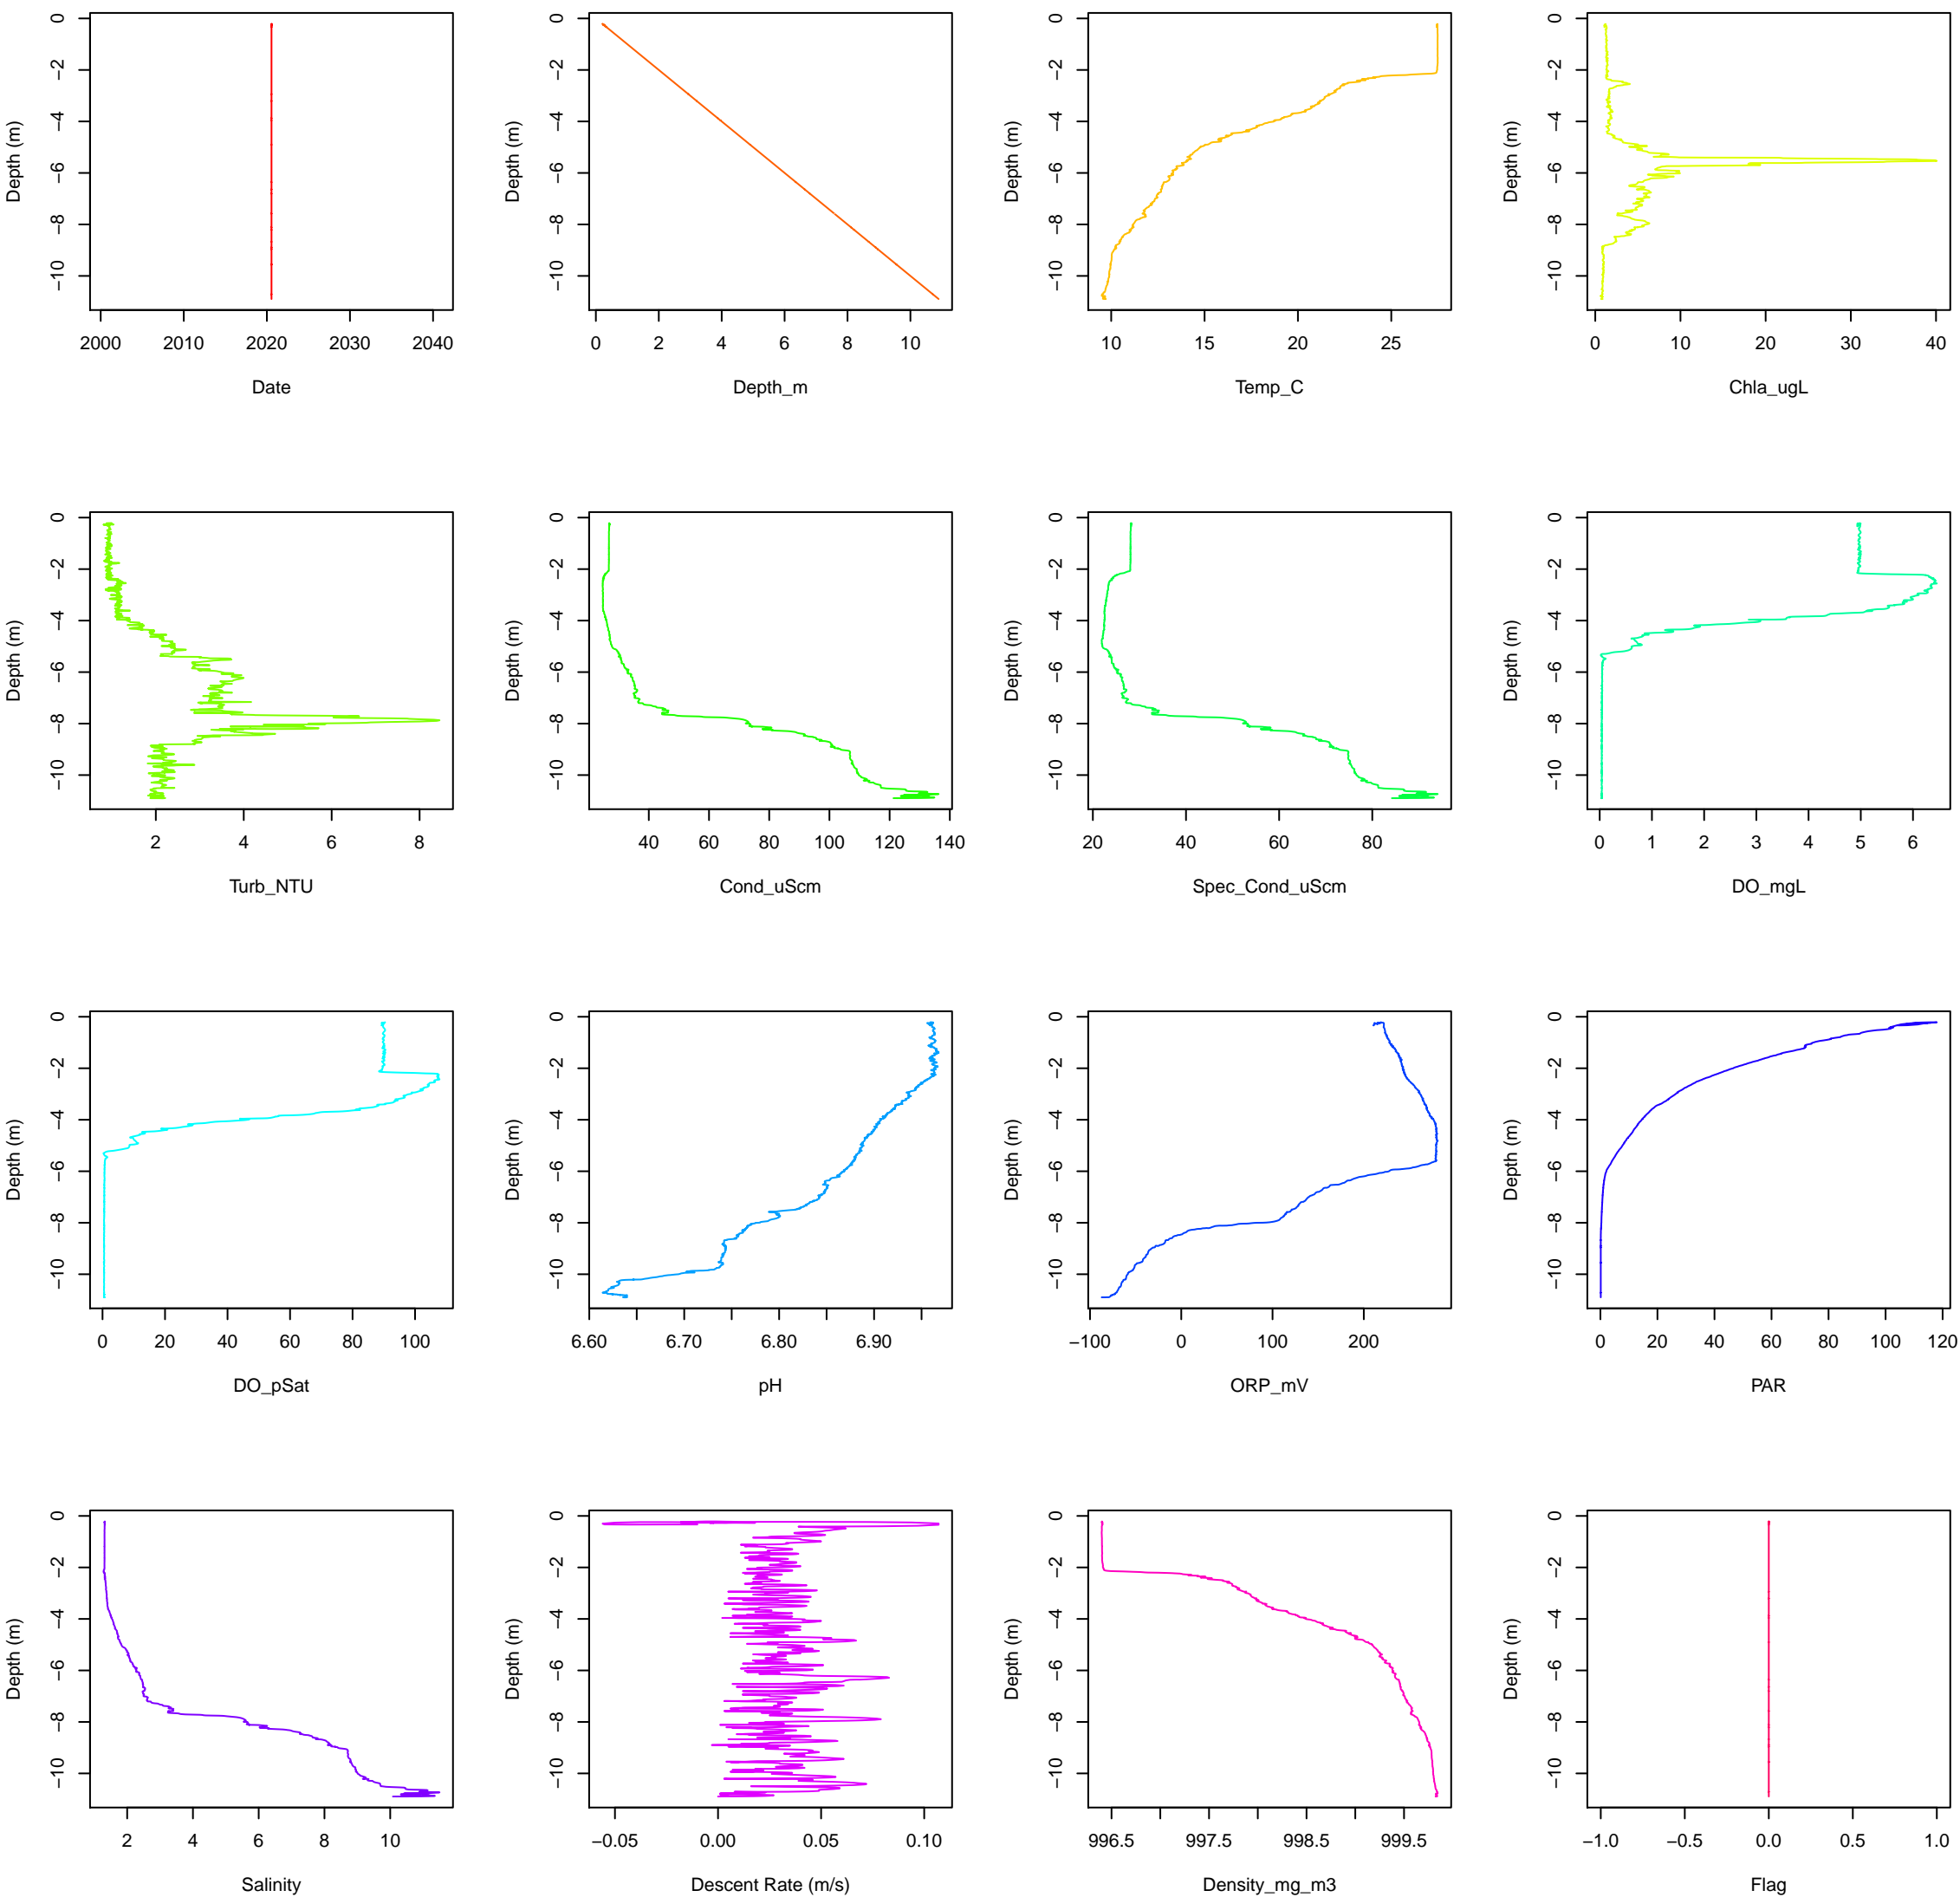 Depth (m)
0
−2
−4
−6
−8
−10
2000 2010 2020 2030 2040
Date
Depth (m)
0
−2
−4
−6
−8
−10
0 2 4 6 8 10
Depth_m
Depth (m)
0
−2
−4
−6
−8
−10
10 15 20 25
Temp_C
Depth (m)
0
−2
−4
−6
−8
−10
0 10 20 30 40
Chla_ugL
Depth (m)
0
−2
−4
−6
−8
−10
2 4 6 8
Turb_NTU
Depth (m)
0
−2
−4
−6
−8
−10
40 60 80 100 120 140
Cond_uScm
Depth (m)
0
−2
−4
−6
−8
−10
20 40 60 80
Spec_Cond_uScm
Depth (m)
0
−2
−4
−6
−8
−10
0 1 2 3 4 5 6
DO_mgL
Depth (m)
0
−2
−4
−6
−8
−10
0 20 40 60 80 100
DO_pSat
Depth (m)
0
−2
−4
−6
−8
−10
6.60 6.70 6.80 6.90
pH
Depth (m)
0
−2
−4
−6
−8
−10
−100 0 100 200
ORP_mV
Depth (m)
0
−2
−4
−6
−8
−10
0 20 40 60 80 100 120
PAR
Depth (m)
0
−2
−4
−6
−8
−10
2 4 6 8 10
Salinity
Depth (m)
0
−2
−4
−6
−8
−10
−0.05 0.00 0.05 0.10
Descent Rate (m/s)
Depth (m)
0
−2
−4
−6
−8
−10
996.5 997.5 998.5 999.5
Density_mg_m3
Depth (m)
0
−2
−4
−6
−8
−10
−1.0 −0.5 0.0 0.5 1.0
Flag